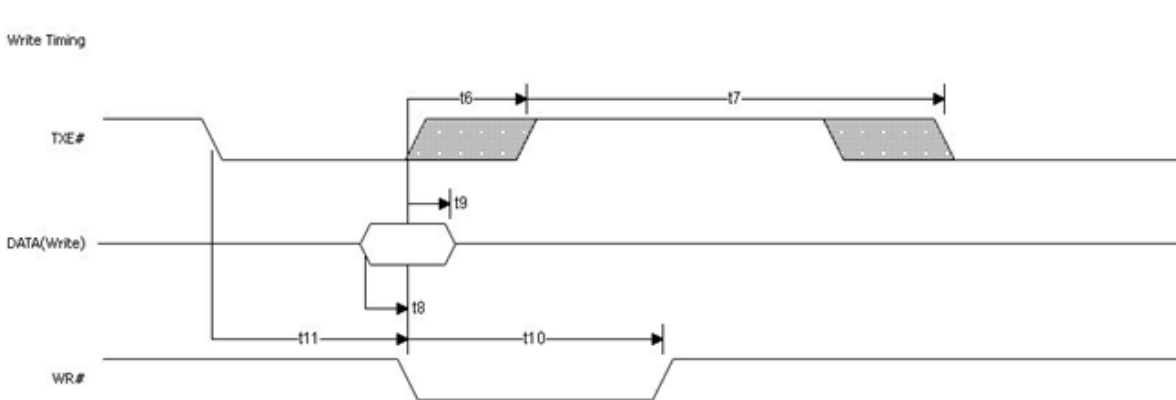 Write Timing
t6
t7
TXE#
t9
DATA(Write)
t8
t11
t10
WR#